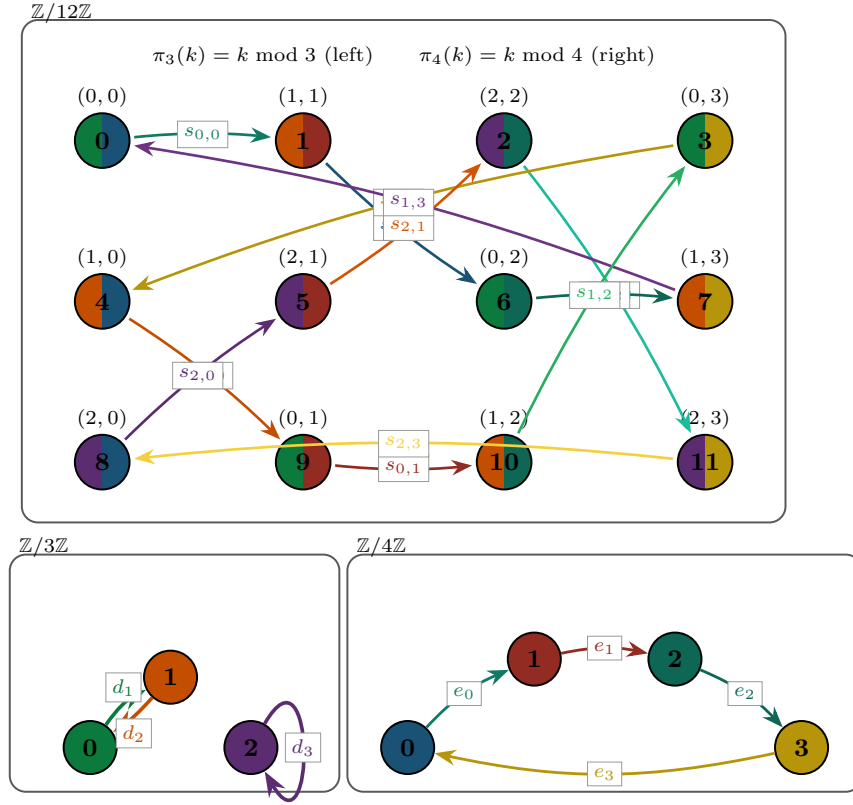 ℤ/12ℤ
π₃(k) = k mod 3 (left) π₄(k) = k mod 4 (right)
(0, 0) (1, 1) (2, 2) (0, 3)
0 s₀,₀ 1 2 3
s₁,₃
s₂,₁
(1, 0) (2, 1) (0, 2) (1, 3)
4 5 6 s₁,₂ 7
s₂,₀
(2, 0) (0, 1) (1, 2) (2, 3)
s₂,₃
8 9 s₀,₁ 10 11
ℤ/3ℤ
d₁ 1
d₂
0 2 d₃
ℤ/4ℤ
1 e₁ 2
e₀ e₂
0 3
e₃